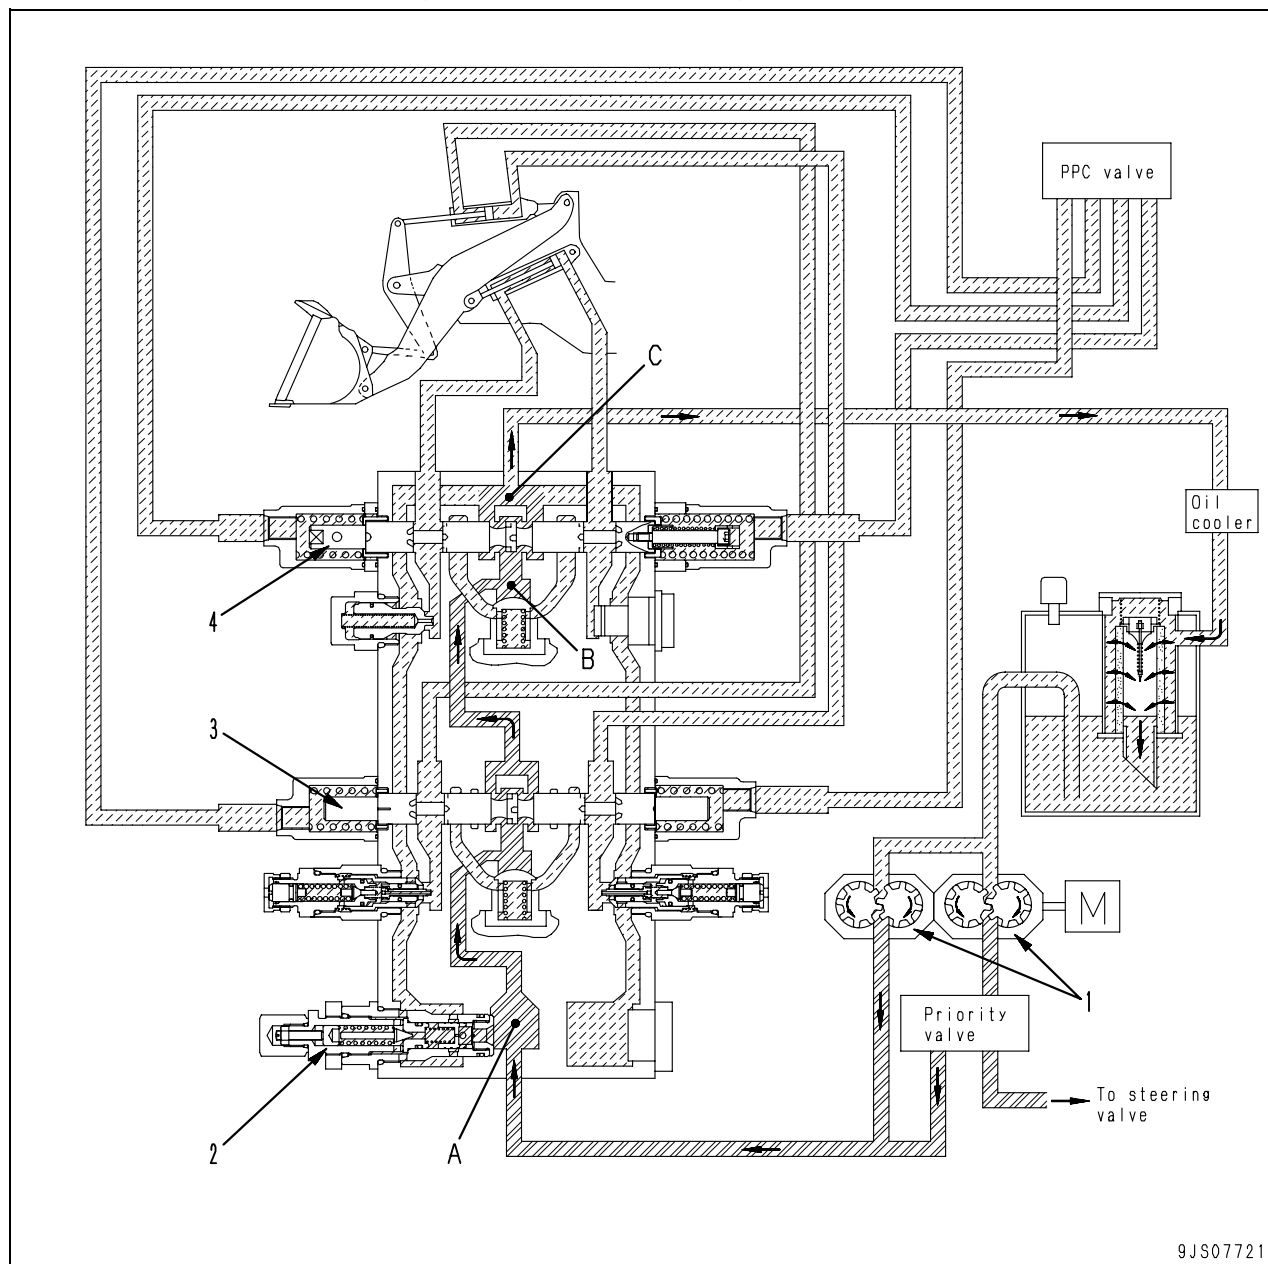 PPC valve
C
Oil
cooler
4
B
3
M
1
Priority
valve
To steering
valve
2
A
9JS07721